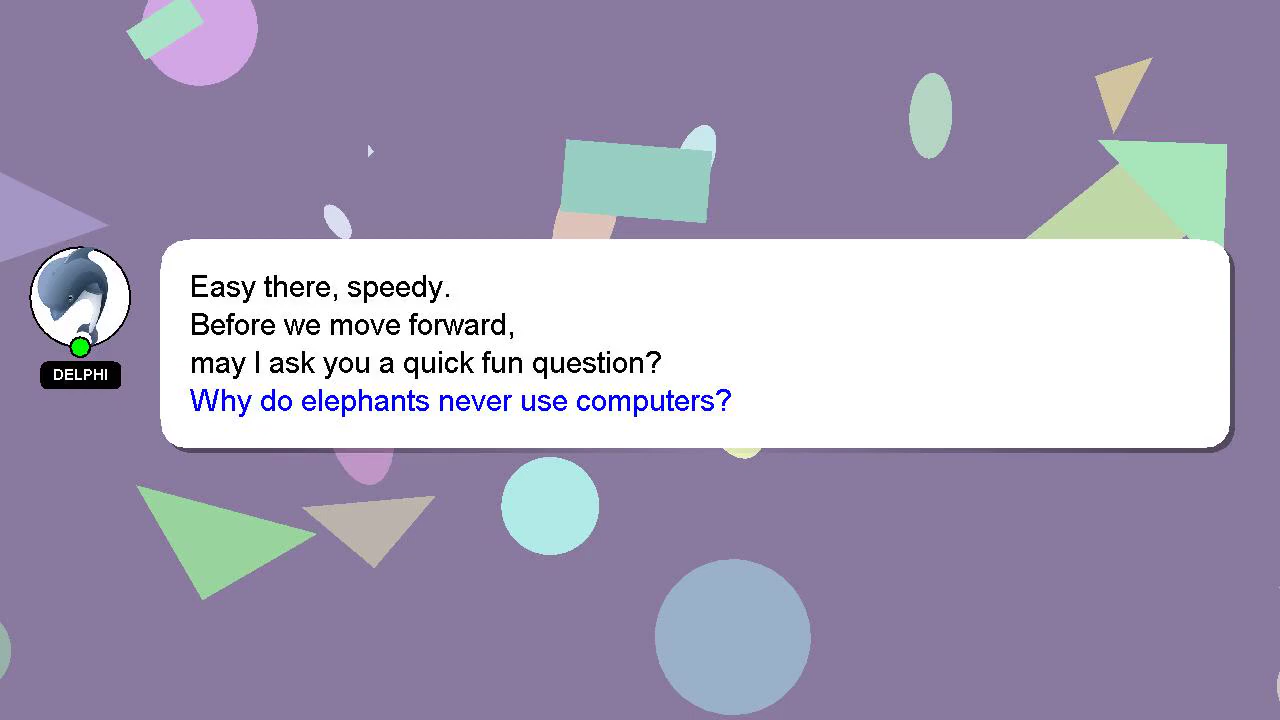 Easy there, speedy.
Before we move forward,
may I ask you a quick fun question?
Why do elephants never use computers?
DELPHI